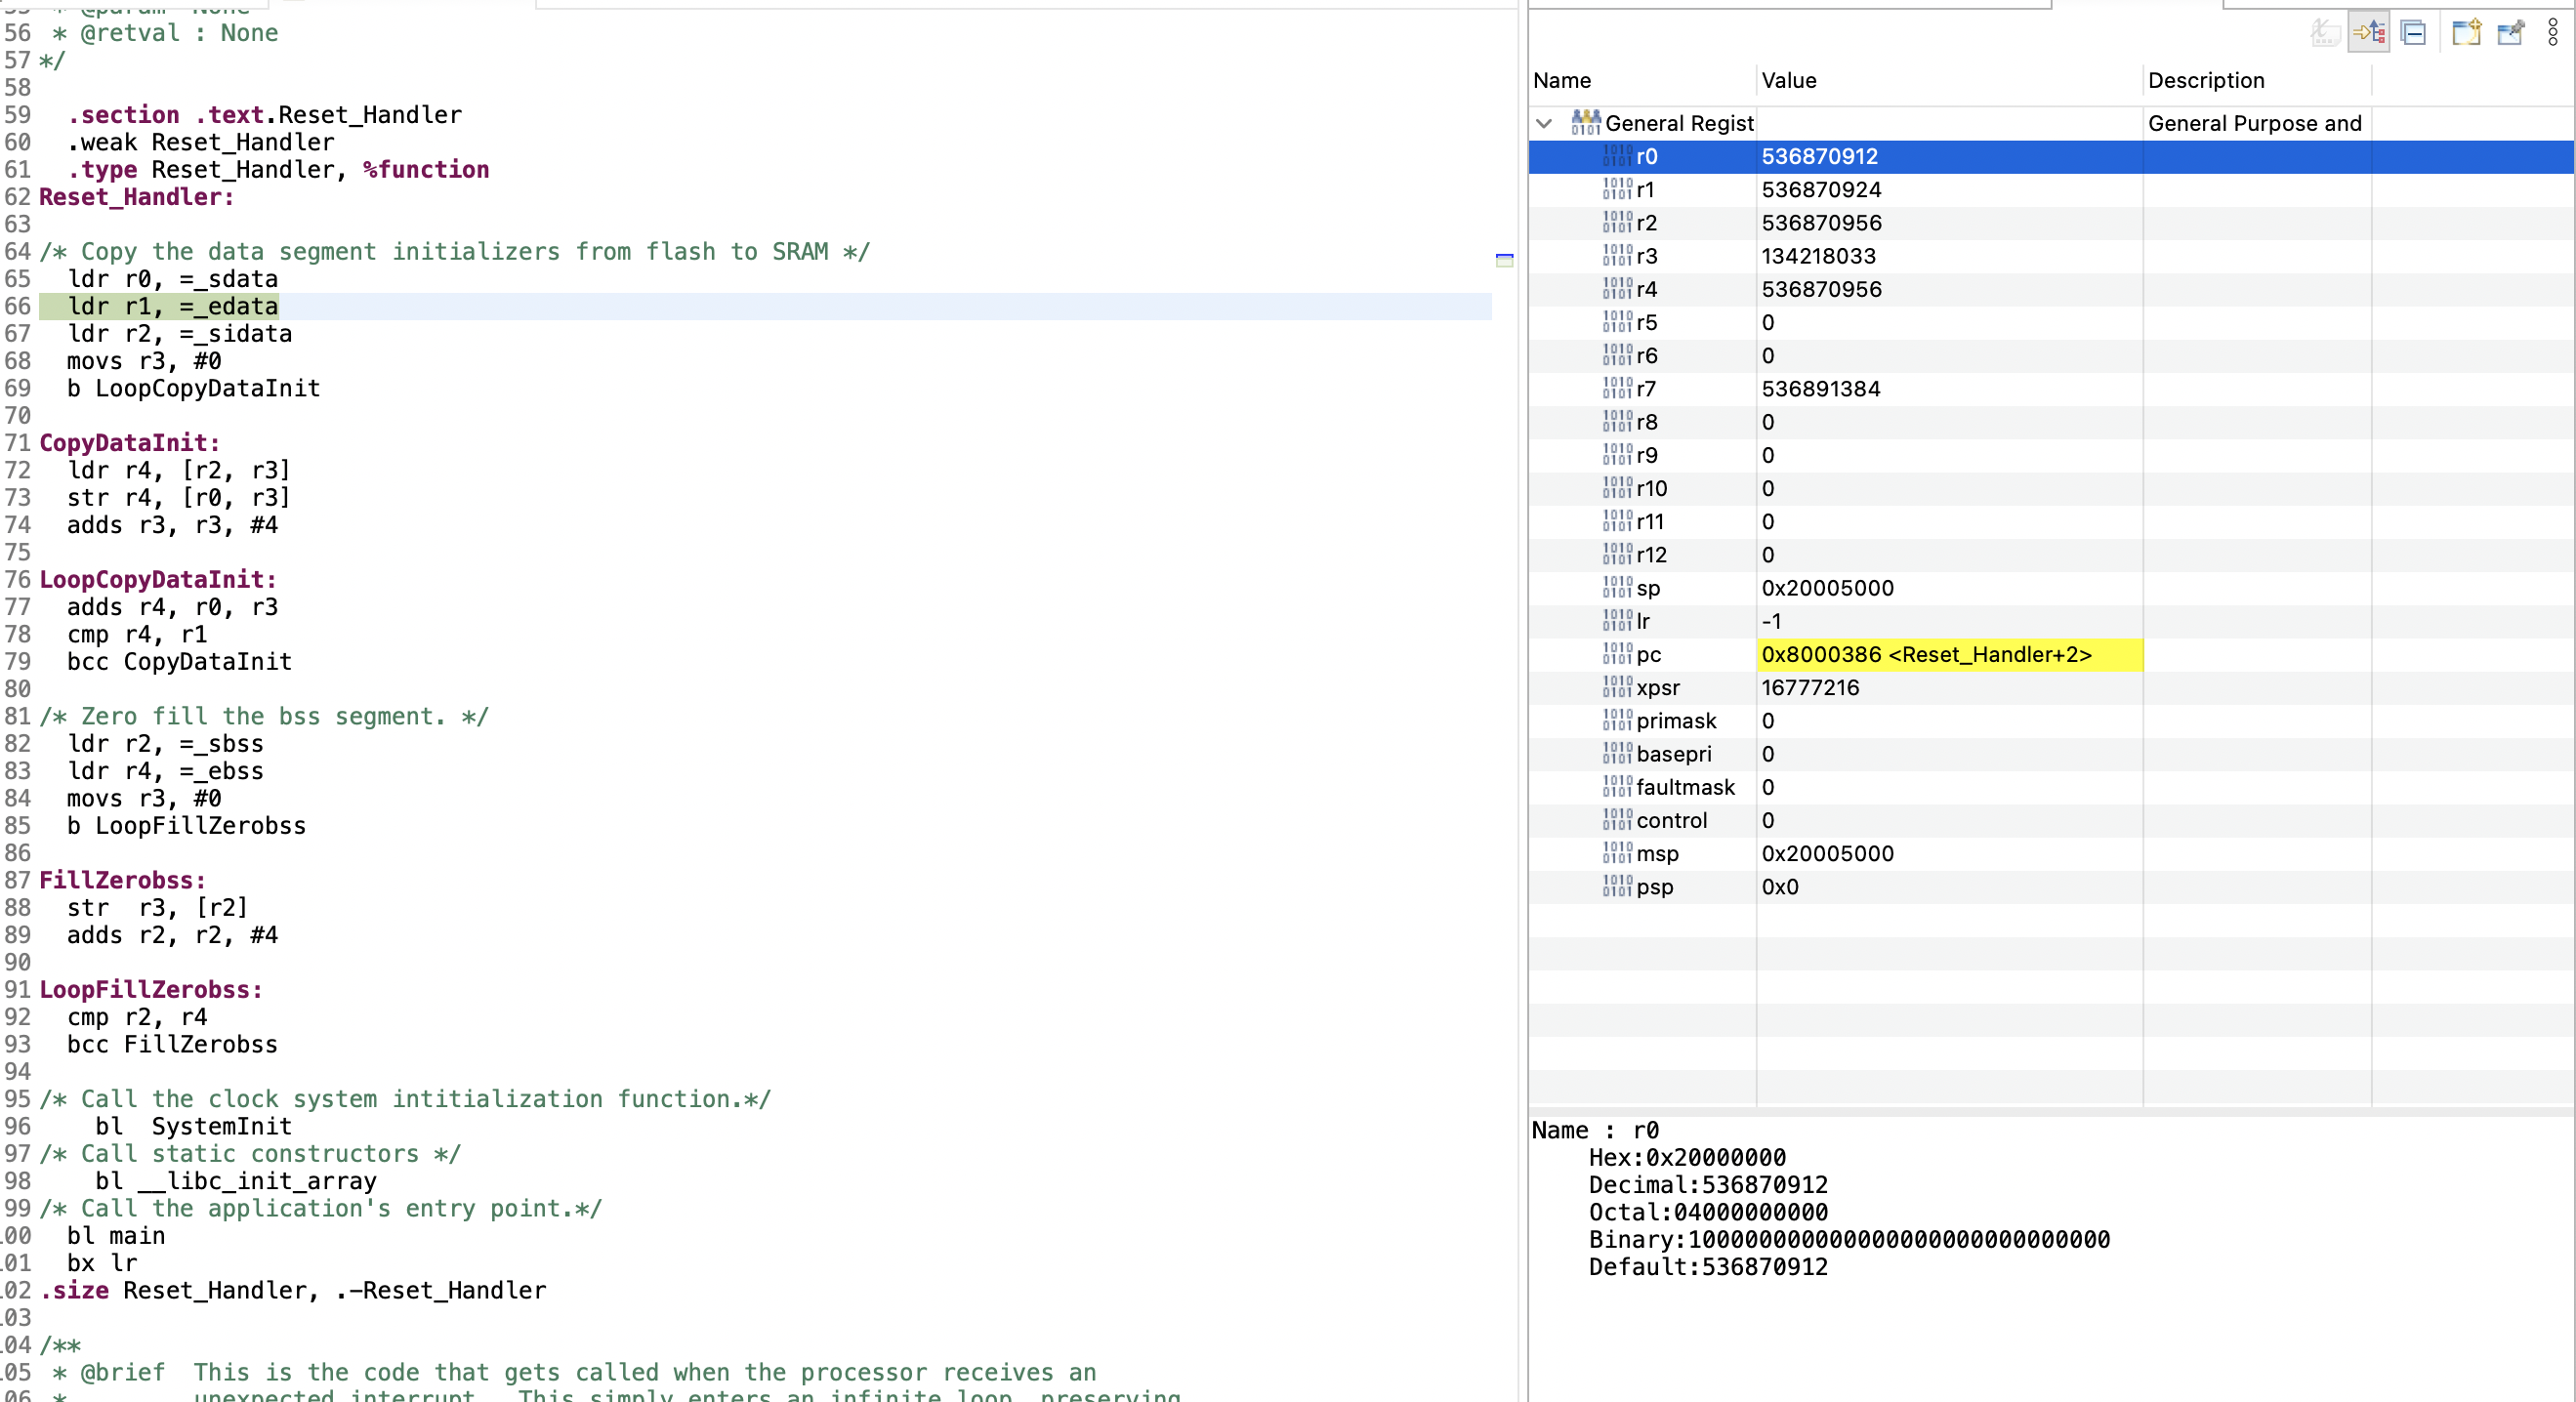 55 * @param  None
56 * @retval : None
57 */
58
59   .section .text.Reset_Handler
60   .weak Reset_Handler
61   .type Reset_Handler, %function
62 Reset_Handler:
63
64 /* Copy the data segment initializers from flash to SRAM */
65   ldr r0, =_sdata
66   ldr r1, =_edata
67   ldr r2, =_sidata
68   movs r3, #0
69   b LoopCopyDataInit
70
71 CopyDataInit:
72   ldr r4, [r2, r3]
73   str r4, [r0, r3]
74   adds r3, r3, #4
75
76 LoopCopyDataInit:
77   adds r4, r0, r3
78   cmp r4, r1
79   bcc CopyDataInit
80
81 /* Zero fill the bss segment. */
82   ldr r2, =_sbss
83   ldr r4, =_ebss
84   movs r3, #0
85   b LoopFillZerobss
86
87 FillZerobss:
88   str  r3, [r2]
89   adds r2, r2, #4
90
91 LoopFillZerobss:
92   cmp r2, r4
93   bcc FillZerobss
94
95 /* Call the clock system intitialization function.*/
96     bl  SystemInit
97 /* Call static constructors */
98     bl __libc_init_array
99 /* Call the application's entry point.*/
00   bl main
01   bx lr
02 .size Reset_Handler, .-Reset_Handler
03
04 /**
05  * @brief  This is the code that gets called when the processor receives an
06  *         unexpected interrupt.  This simply enters an infinite loop, preserving
Name Value Description
General Regist General Purpose and
r0 536870912
r1 536870924
r2 536870956
r3 134218033
r4 536870956
r5 0
r6 0
r7 536891384
r8 0
r9 0
r10 0
r11 0
r12 0
sp 0x20005000
lr -1
pc 0x8000386 <Reset_Handler+2>
xpsr 16777216
primask 0
basepri 0
faultmask 0
control 0
msp 0x20005000
psp 0x0
Name : r0
Hex:0x20000000
Decimal:536870912
Octal:04000000000
Binary:100000000000000000000000000000
Default:536870912